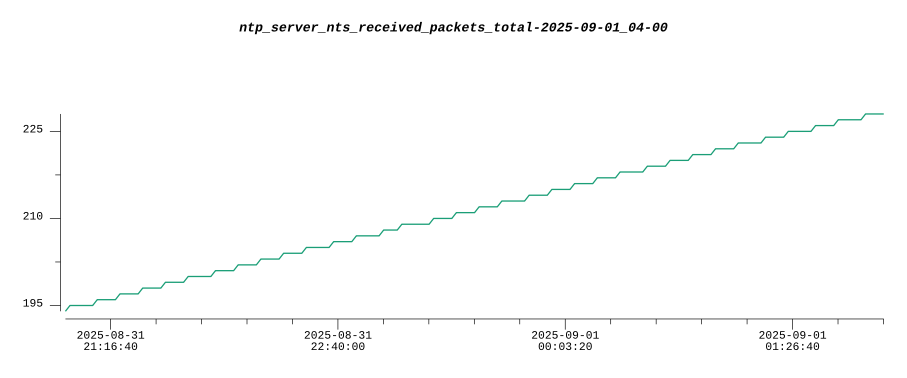 ntp_server_nts_received_packets_total-2025-09-01_04-00
225
210
195
2025-08-31 2025-08-31 2025-09-01 2025-09-01
21:16:40 22:40:00 00:03:20 01:26:40